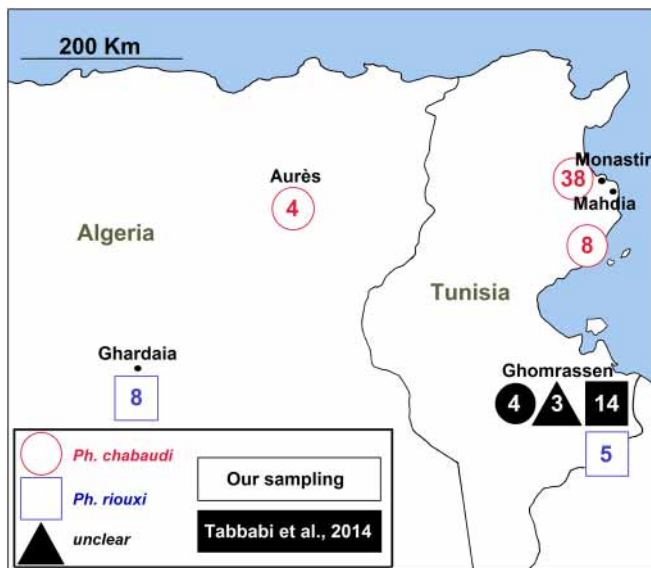 200 Km
Monastir
38
Mahdia
Aurès
4
8
Algeria
Tunisia
Ghardaia
8
Ghomrassen
4 3 14
5
Ph. chabaudi
Ph. riouxi
unclear
Our sampling
Tabbabi et al., 2014